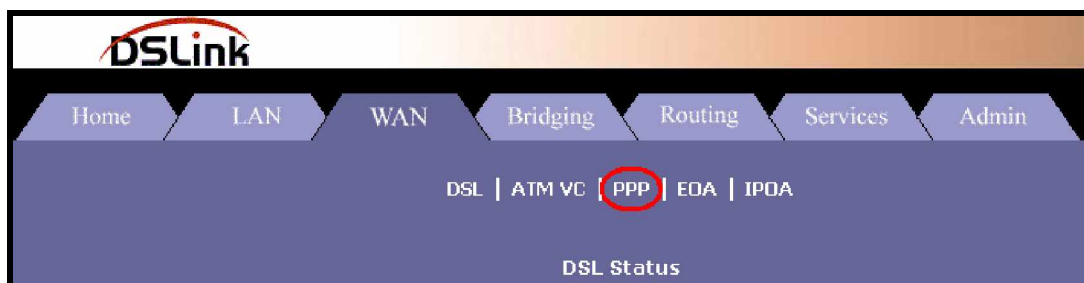 DSLink
Home LAN WAN Bridging Routing Services Admin
DSL | ATM VC | PPP | EOA | IPOA
DSL Status